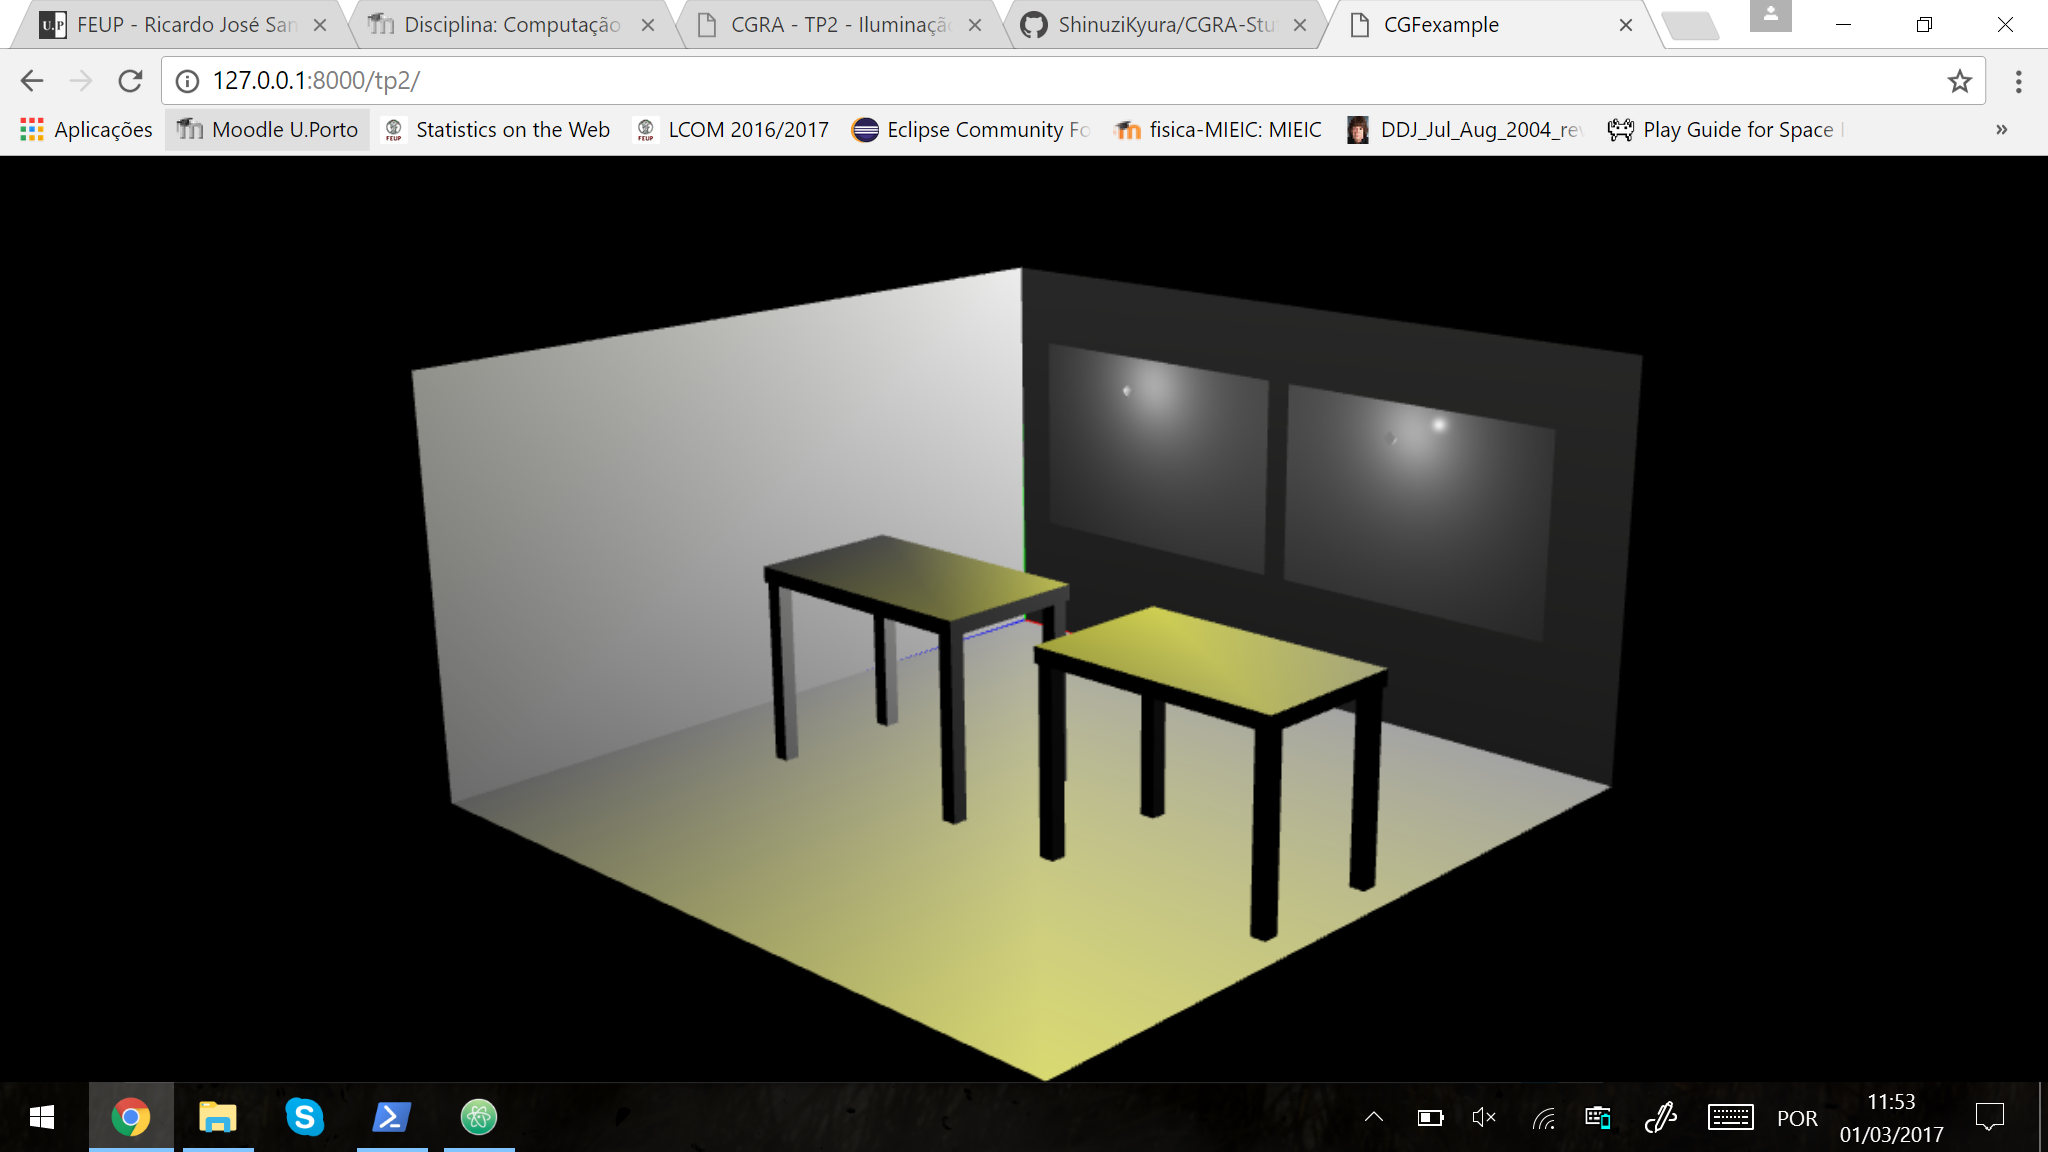 U.P FEUP - Ricardo José San
Disciplina: Computação
CGRA - TP2 - Iluminaçã
ShinuziKyura/CGRA-Stu
CGFexample
127.0.0.1:8000/tp2/
Aplicações
Moodle U.Porto
Statistics on the Web
LCOM 2016/2017
Eclipse Community Fo
fisica-MIEIC: MIEIC
DDJ_Jul_Aug_2004_rev
Play Guide for Space
»
POR
11:53
01/03/2017